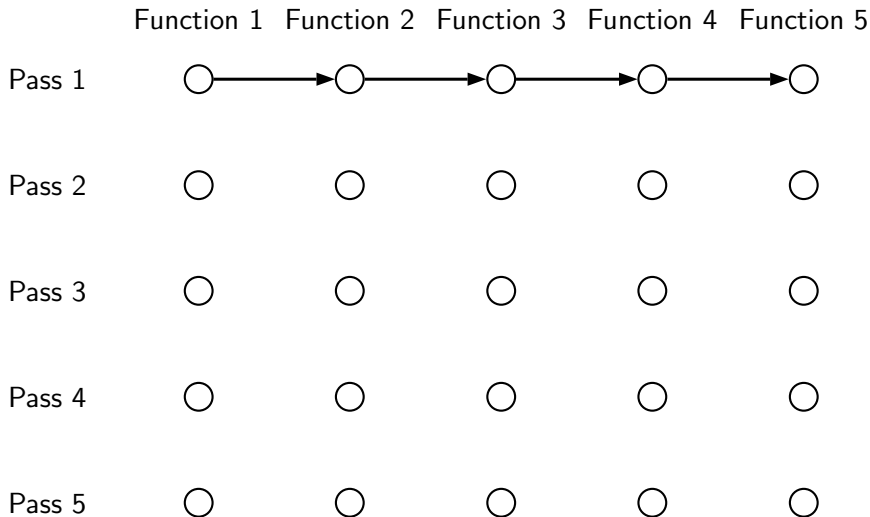 Function 1 Function 2 Function 3 Function 4 Function 5
Pass 1
Pass 2
Pass 3
Pass 4
Pass 5